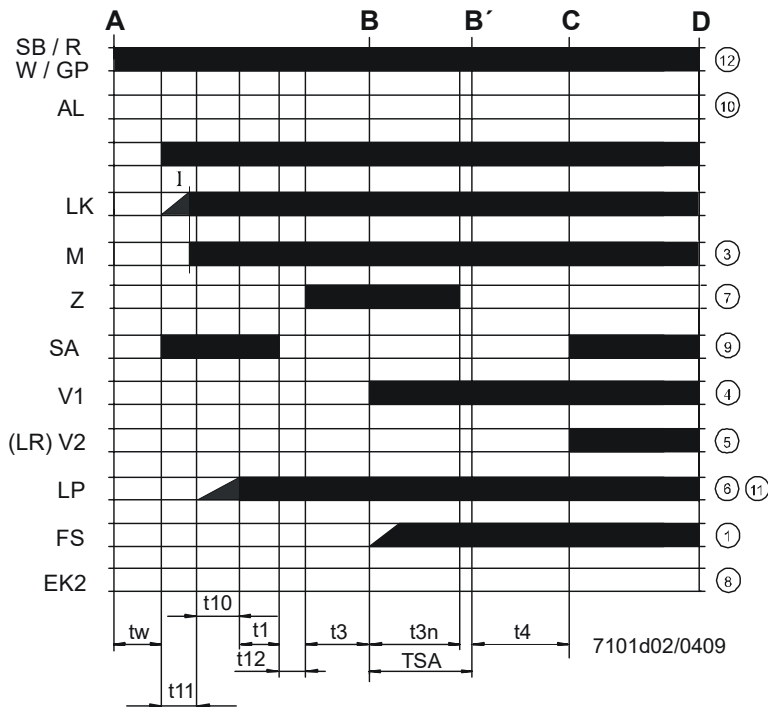 A B B´ C D
SB / R
W / GP ⑫
AL ⑩
I
LK
M ③
Z ⑦
SA ⑨
V1 ④
(LR) V2 ⑤
LP ⑥ ⑪
FS ①
EK2 ⑧
t10
tw t1 t3 t3n t4 7101d02/0409
t12 TSA
t11